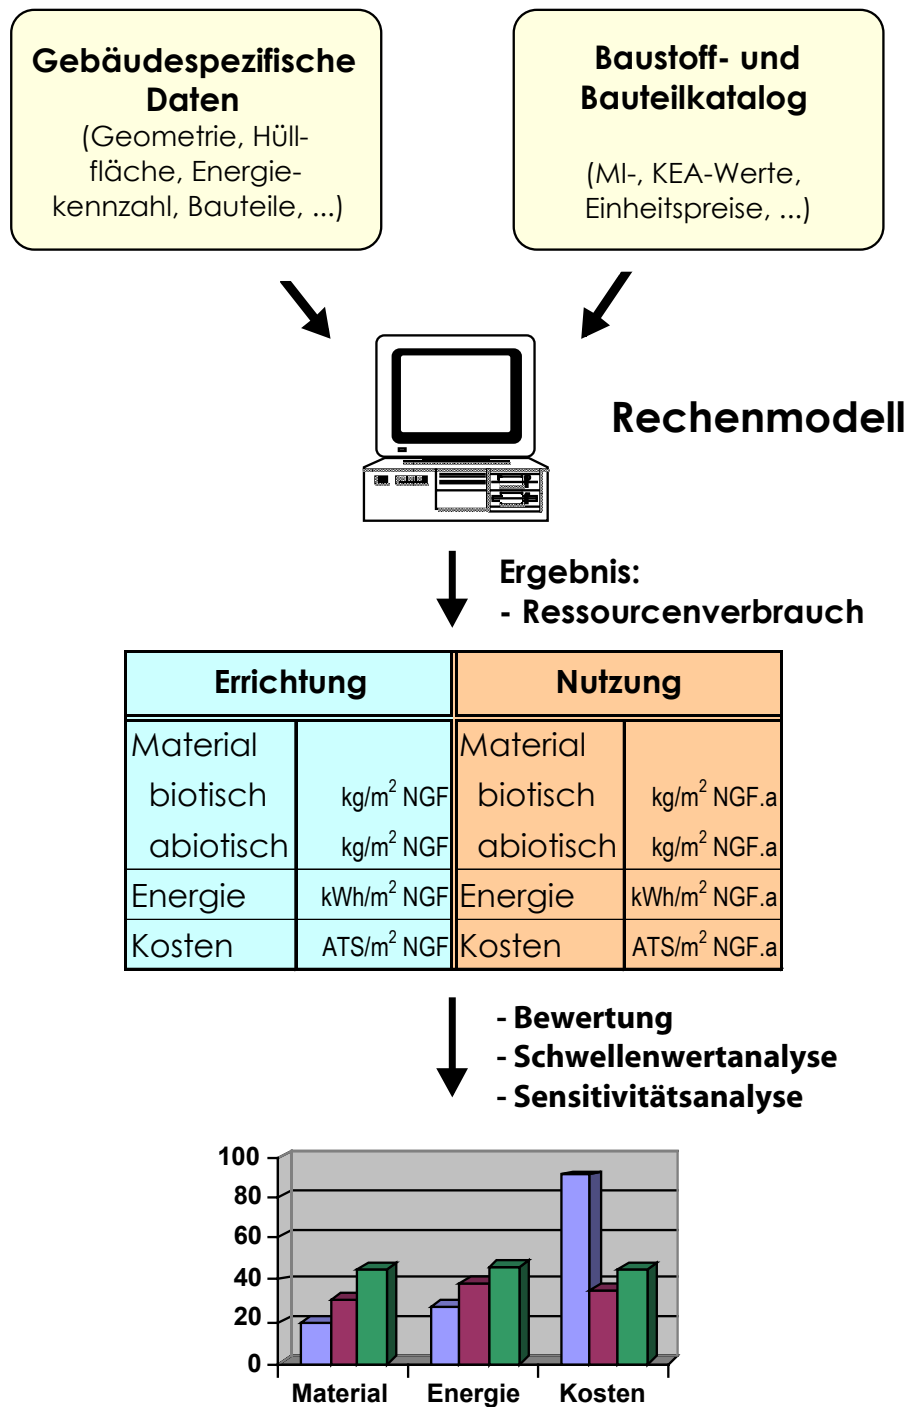 Gebäudespezifische
Daten
(Geometrie, Hüll-
fläche, Energie-
kennzahl, Bauteile, ...)
Baustoff- und
Bauteilkatalog
(MI-, KEA-Werte,
Einheitspreise, ...)
Rechenmodell
Ergebnis:
- Ressourcenverbrauch
Errichtung Nutzung
Material Material
biotisch kg/m² NGF biotisch kg/m² NGF.a
abiotisch kg/m² NGF abiotisch kg/m² NGF.a
Energie kWh/m² NGF Energie kWh/m² NGF.a
Kosten ATS/m² NGF Kosten ATS/m² NGF.a
- Bewertung
- Schwellenwertanalyse
- Sensitivitätsanalyse
100
80
60
40
20
0
Material Energie Kosten